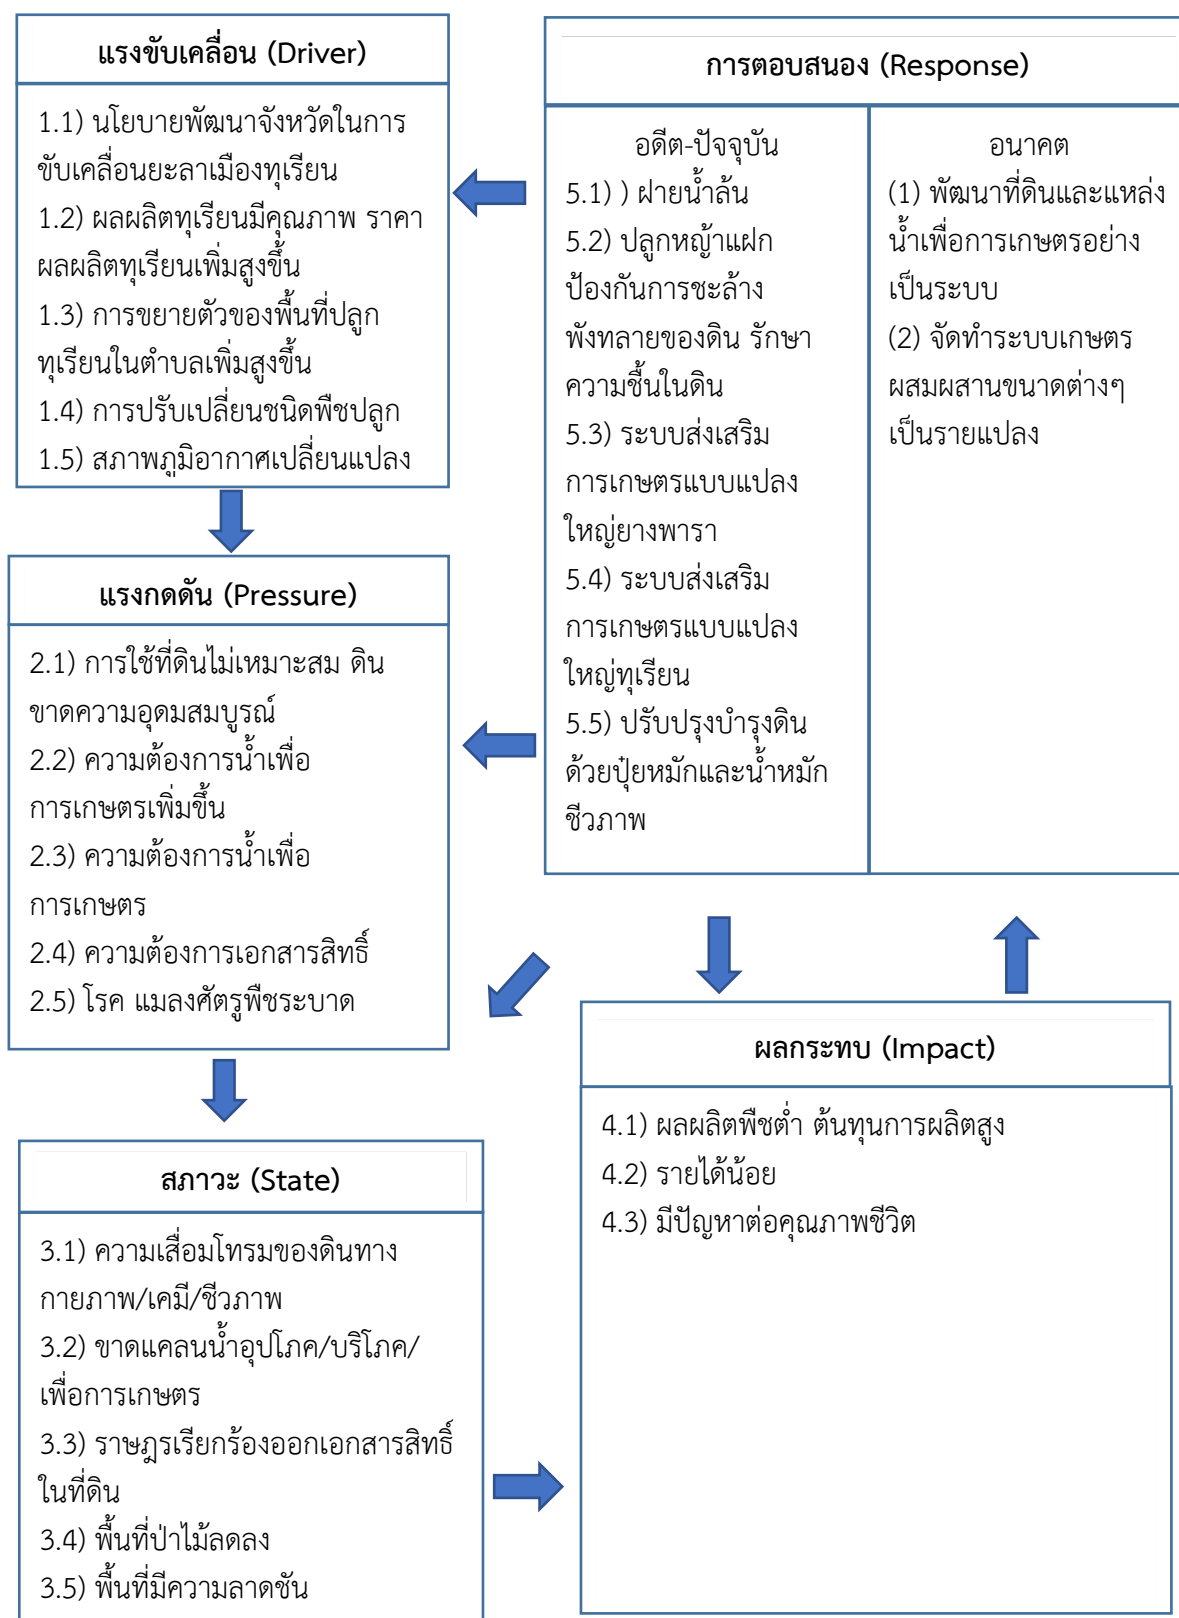 แรงขับเคลื่อน (Driver)
1.1) นโยบายพัฒนาจังหวัดในการ
ขับเคลื่อนยะลาเมืองทุเรียน
1.2) ผลผลิตทุเรียนมีคุณภาพ ราคา
ผลผลิตทุเรียนเพิ่มสูงขึ้น
1.3) การขยายตัวของพื้นที่ปลูก
ทุเรียนในตำบลเพิ่มสูงขึ้น
1.4) การปรับเปลี่ยนชนิดพืชปลูก
1.5) สภาพภูมิอากาศเปลี่ยนแปลง
แรงกดดัน (Pressure)
2.1) การใช้ที่ดินไม่เหมาะสม ดิน
ขาดความอุดมสมบูรณ์
2.2) ความต้องการน้ำเพื่อ
การเกษตรเพิ่มขึ้น
2.3) ความต้องการน้ำเพื่อ
การเกษตร
2.4) ความต้องการเอกสารสิทธิ์
2.5) โรค แมลงศัตรูพืชระบาด
สภาวะ (State)
3.1) ความเสื่อมโทรมของดินทาง
กายภาพ/เคมี/ชีวภาพ
3.2) ขาดแคลนน้ำอุปโภค/บริโภค/
เพื่อการเกษตร
3.3) ราษฎรเรียกร้องออกเอกสารสิทธิ์
ในที่ดิน
3.4) พื้นที่ป่าไม้ลดลง
3.5) พื้นที่มีความลาดชัน
การตอบสนอง (Response)
อดีต-ปัจจุบัน
5.1) ) ฝายน้ำล้น
5.2) ปลูกหญ้าแฝก
ป้องกันการชะล้าง
พังทลายของดิน รักษา
ความชื้นในดิน
5.3) ระบบส่งเสริม
การเกษตรแบบแปลง
ใหญ่ยางพารา
5.4) ระบบส่งเสริม
การเกษตรแบบแปลง
ใหญ่ทุเรียน
5.5) ปรับปรุงบำรุงดิน
ด้วยปุ๋ยหมักและน้ำหมัก
ชีวภาพ
อนาคต
(1) พัฒนาที่ดินและแหล่ง
น้ำเพื่อการเกษตรอย่าง
เป็นระบบ
(2) จัดทำระบบเกษตร
ผสมผสานขนาดต่างๆ
เป็นรายแปลง
ผลกระทบ (Impact)
4.1) ผลผลิตพืชต่ำ ต้นทุนการผลิตสูง
4.2) รายได้น้อย
4.3) มีปัญหาต่อคุณภาพชีวิต